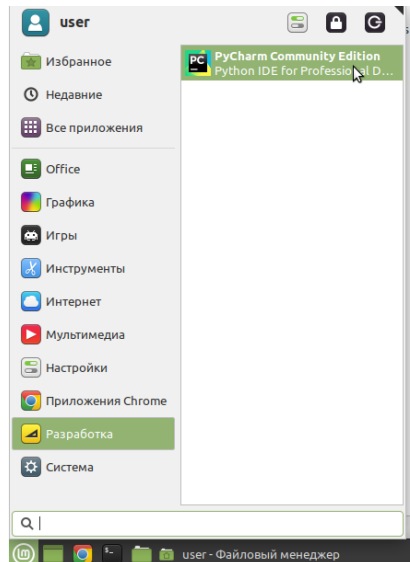 user
PyCharm Community Edition
Python IDE for Professional D...
Избранное
Недавние
Все приложения
Office
Графика
Игры
Инструменты
Интернет
Мультимедиа
Настройки
Приложения Chrome
Разработка
Система
user - Файловый менеджер